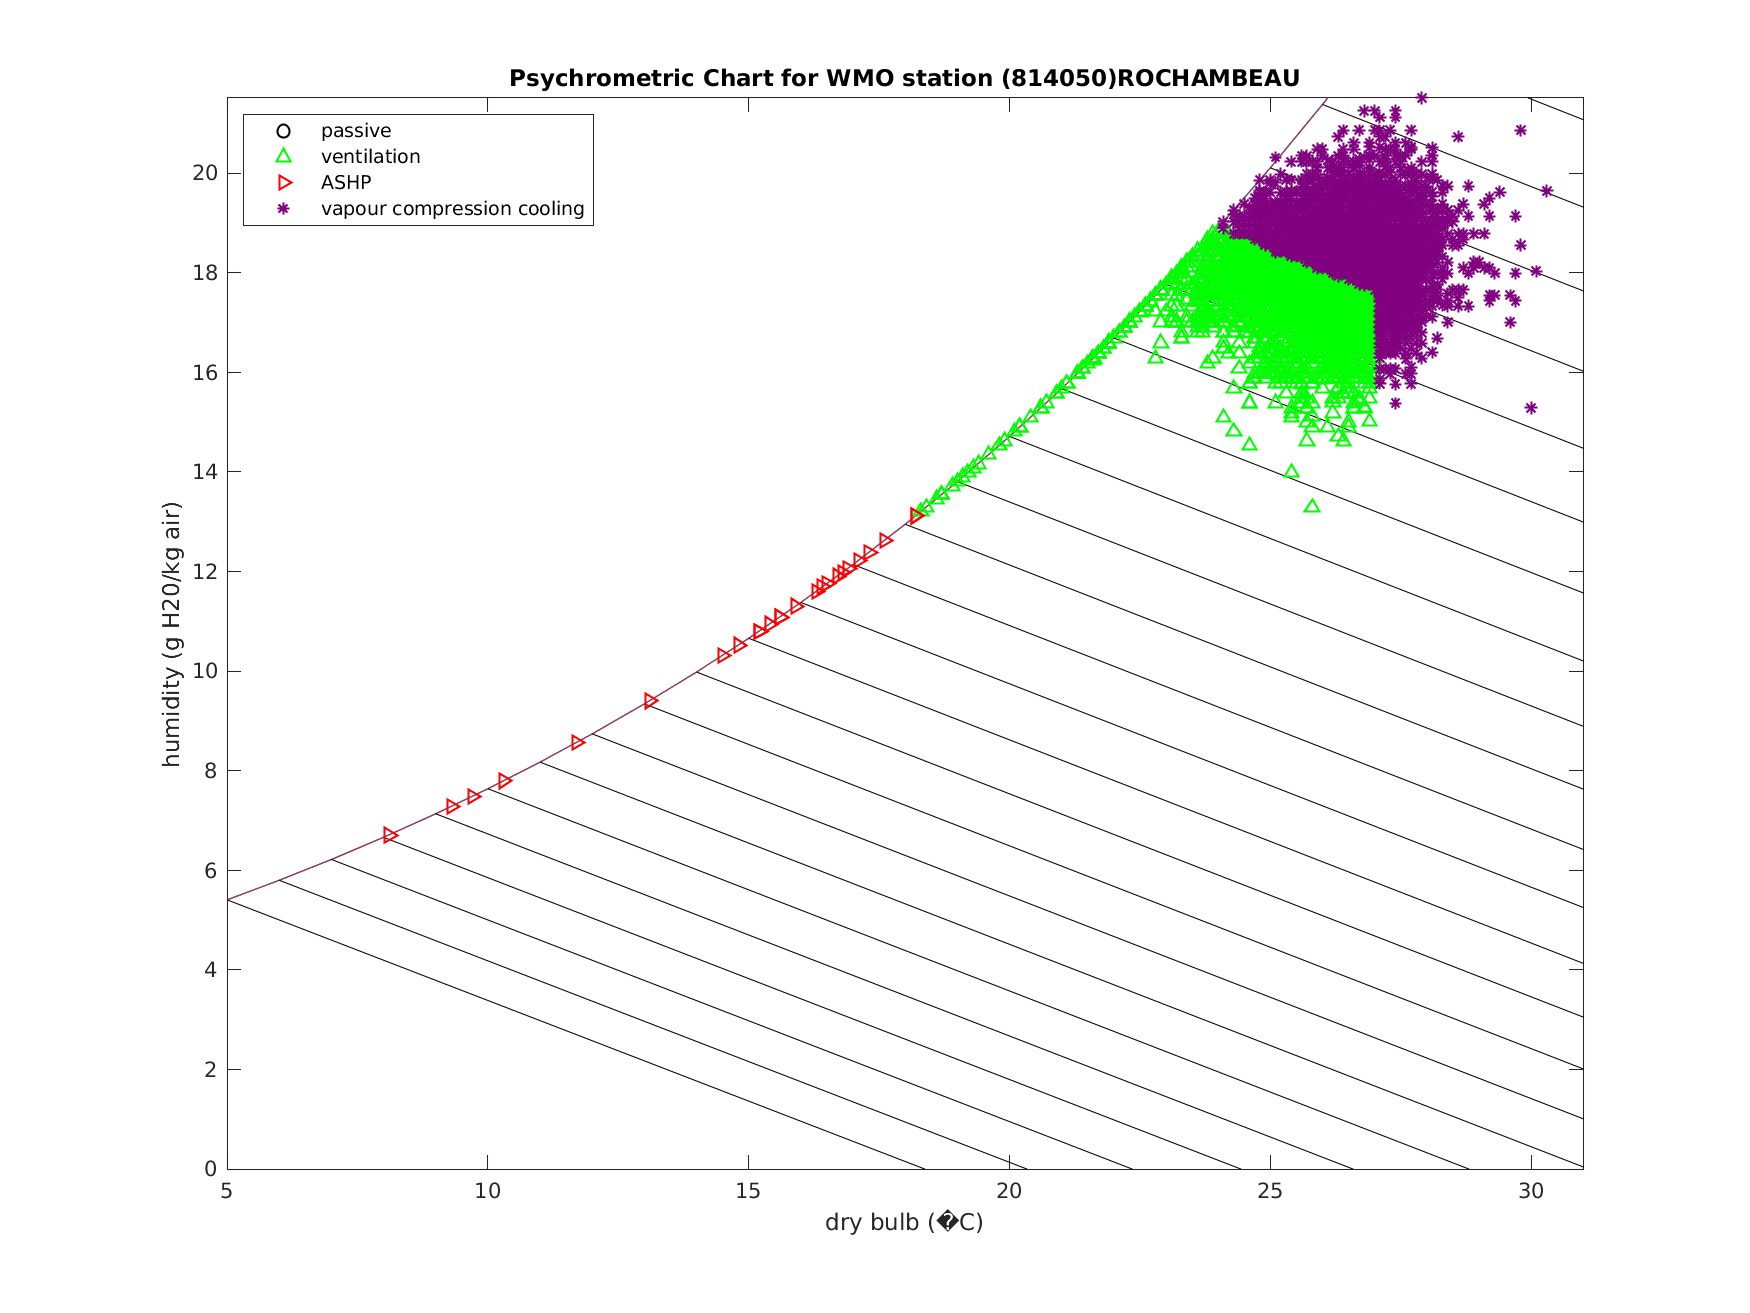 Psychrometric Chart for WMO station (814050)ROCHAMBEAU
passive
ventilation
ASHP
vapour compression cooling
humidity (g H20/kg air)
20
18
16
14
12
10
8
6
4
2
0
5 10 15 20 25 30
dry bulb (�C)